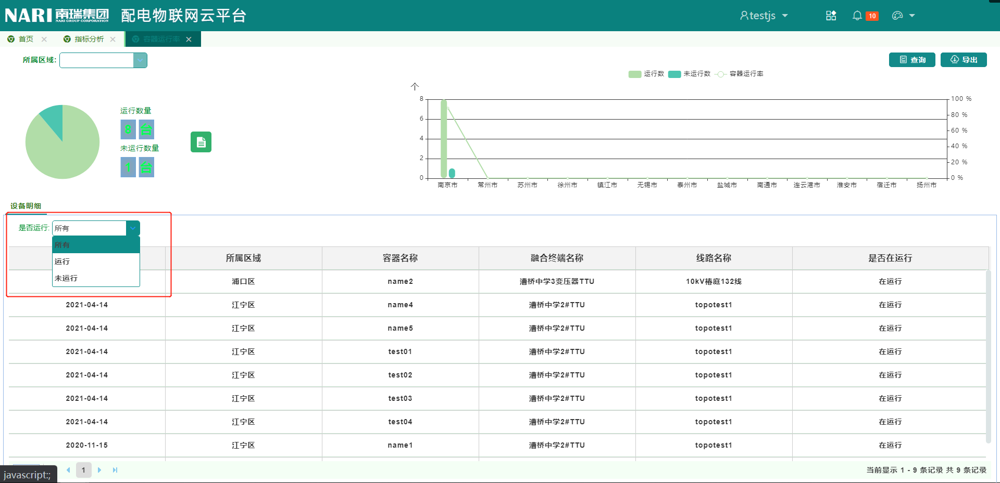 NARI 南瑞集团 NARI GROUP CORPORATION 配电物联网云平台 testjs 10
首页 指标分析 容器运行率
所属区域: 查询 导出
运行数 未运行数 容器运行率
个
8 100 %
80 %
6
60 %
4
40 %
2
20 %
0 0 %
南京市 常州市 苏州市 徐州市 镇江市 无锡市 泰州市 盐城市 南通市 连云港市 淮安市 宿迁市 扬州市
运行数量
8 台
未运行数量
1 台
设备明细
是否运行: 所有
所有
运行
未运行
所属区域 容器名称 融合终端名称 线路名称 是否在运行
浦口区 name2 漕桥中学3变压器TTU 10kV椿庭132线 在运行
2021-04-14 江宁区 name4 漕桥中学2#TTU topotest1 在运行
2021-04-14 江宁区 name5 漕桥中学2#TTU topotest1 在运行
2021-04-14 江宁区 test01 漕桥中学2#TTU topotest1 在运行
2021-04-14 江宁区 test02 漕桥中学2#TTU topotest1 在运行
2021-04-14 江宁区 test03 漕桥中学2#TTU topotest1 在运行
2021-04-14 江宁区 test04 漕桥中学2#TTU topotest1 在运行
2020-11-15 江宁区 name1 漕桥中学2#TTU topotest1 在运行
1 当前显示 1 - 9 条记录 共 9 条记录
javascript:;